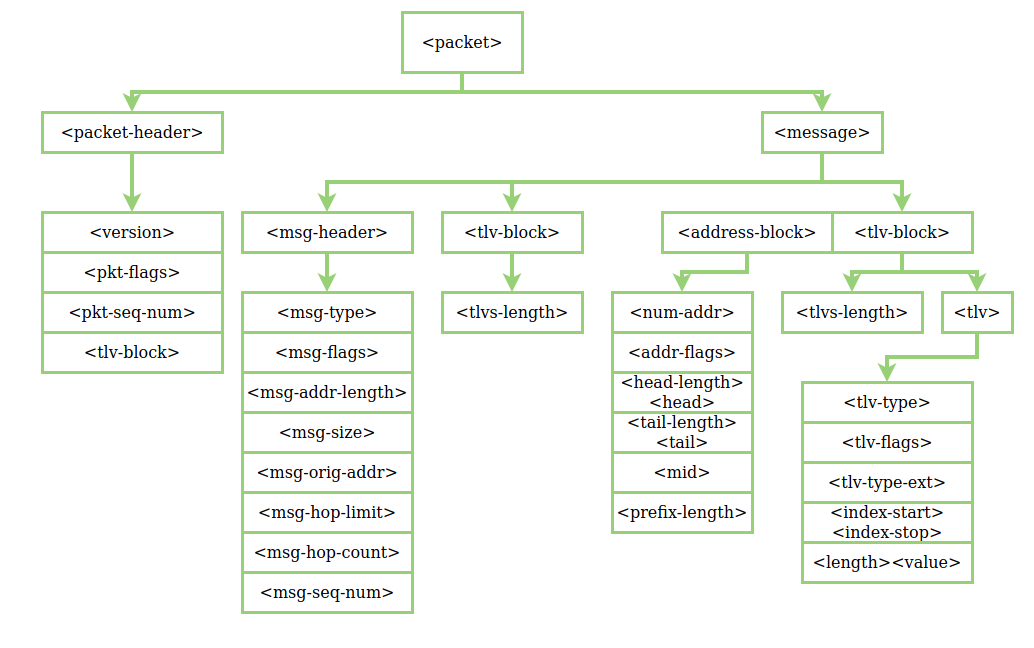 <packet>
<packet-header>
<message>
<version>
<pkt-flags>
<pkt-seq-num>
<tlv-block>
<msg-header>
<msg-type>
<msg-flags>
<msg-addr-length>
<msg-size>
<msg-orig-addr>
<msg-hop-limit>
<msg-hop-count>
<msg-seq-num>
<tlv-block>
<tlvs-length>
<address-block>
<num-addr>
<addr-flags>
<head-length>
<head>
<tail-length>
<tail>
<mid>
<prefix-length>
<tlv-block>
<tlvs-length>
<tlv>
<tlv-type>
<tlv-flags>
<tlv-type-ext>
<index-start>
<index-stop>
<length><value>